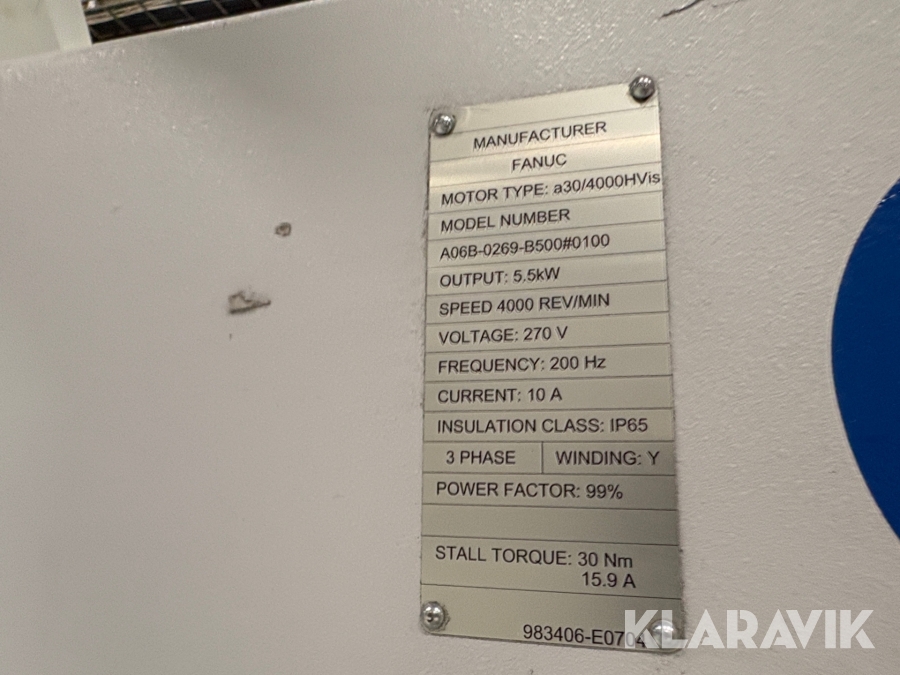 MANUFACTURER
FANUC
MOTOR TYPE: a30/4000HVis
MODEL NUMBER
A06B-0269-B500#0100
OUTPUT: 5.5kW
SPEED 4000 REV/MIN
VOLTAGE: 270 V
FREQUENCY: 200 Hz
CURRENT: 10 A
INSULATION CLASS: IP65
3 PHASE WINDING: Y
POWER FACTOR: 99%
STALL TORQUE: 30 Nm
15.9 A
983406-E0704
KLARAVIK